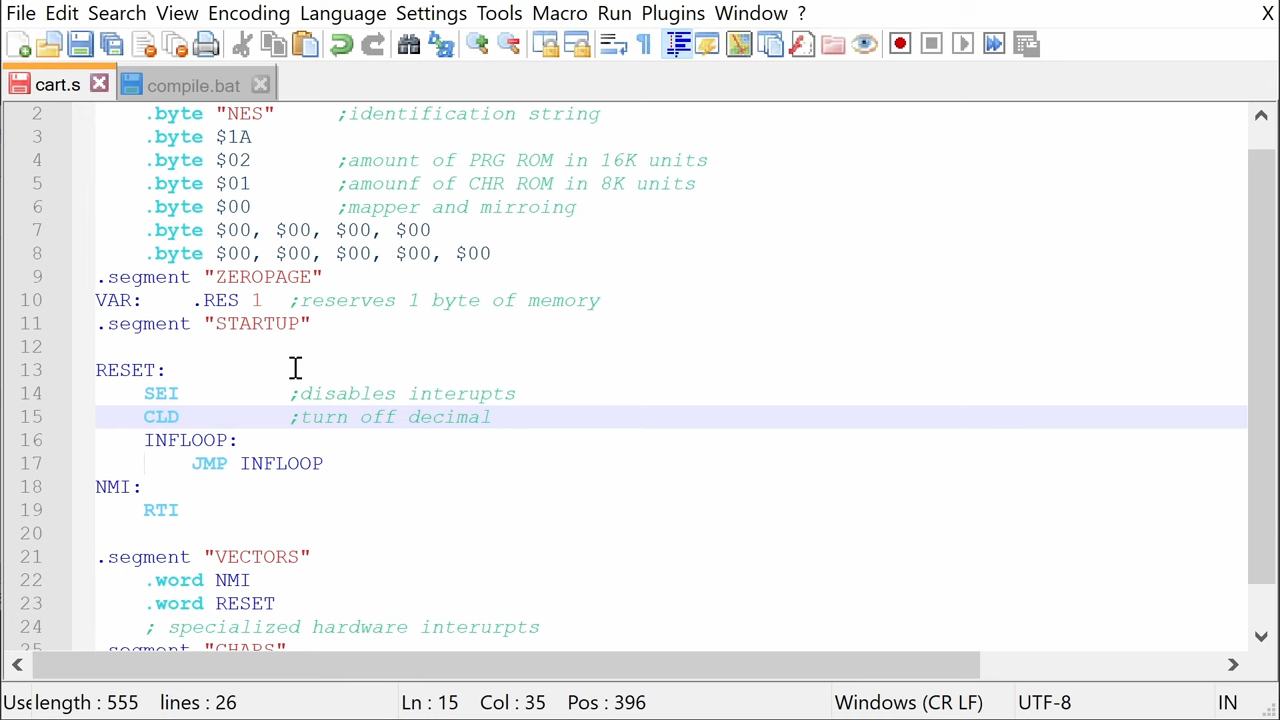 File Edit Search View Encoding Language Settings Tools Macro Run Plugins Window ? X
cart.s compile.bat
2 .byte "NES" ;identification string
3 .byte $1A
4 .byte $02 ;amount of PRG ROM in 16K units
5 .byte $01 ;amounf of CHR ROM in 8K units
6 .byte $00 ;mapper and mirroing
7 .byte $00, $00, $00, $00
8 .byte $00, $00, $00, $00, $00
9 .segment "ZEROPAGE"
10 VAR: .RES 1 ;reserves 1 byte of memory
11 .segment "STARTUP"
12
13 RESET:
14 SEI ;disables interupts
15 CLD ;turn off decimal
16 INFLOOP:
17 JMP INFLOOP
18 NMI:
19 RTI
20
21 .segment "VECTORS"
22 .word NMI
23 .word RESET
24 ; specialized hardware interurpts
25 .segment "CHARS"
Use length : 555 lines : 26 Ln : 15 Col : 35 Pos : 396 Windows (CR LF) UTF-8 IN